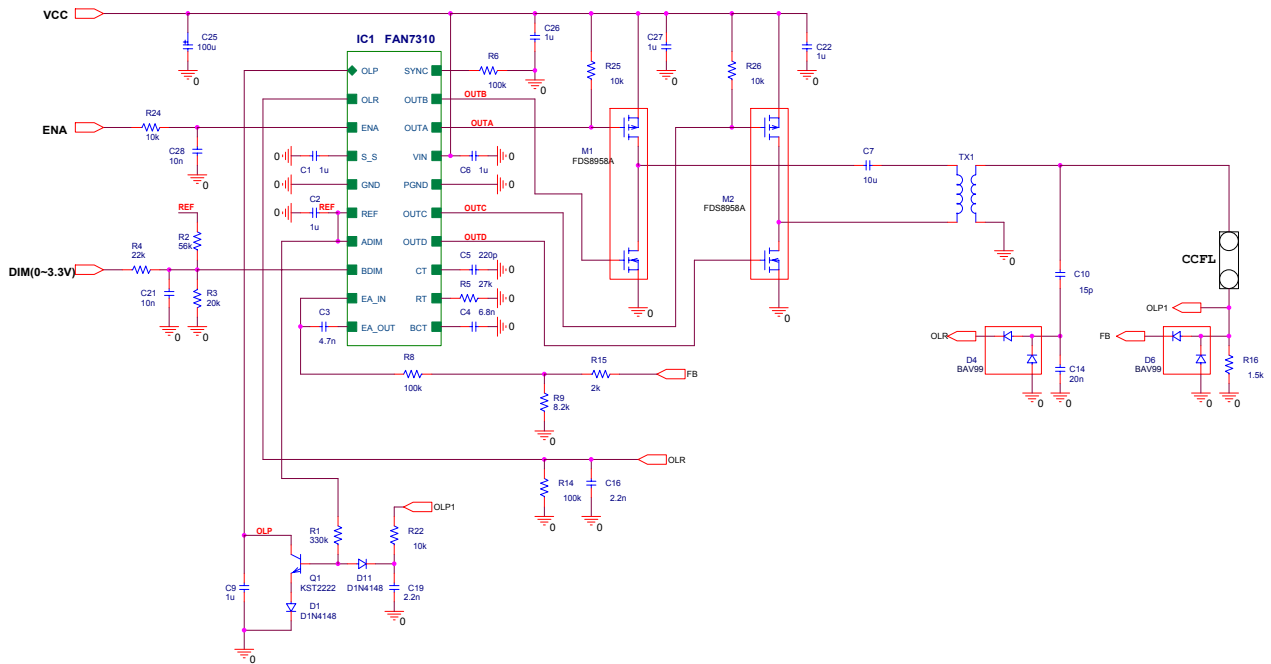 VCC
C25
100u
0
IC1 FAN7310
C26
1u
0
R6
100k
R25
10k
C27
1u
0
R26
10k
C22
1u
0
OLP
SYNC
OLR
OUTB
OUTB
ENA
OUTA
OUTA
S_S
VIN
GND
PGND
REF
OUTC
OUTC
ADIM
OUTD
OUTD
BDIM
CT
EA_IN
RT
EA_OUT
BCT
ENA
R24
10k
C28
10n
0
0
C1
1u
0
0
C2
REF
1u
C6
1u
0
0
M1
FDS8958A
0
M2
FDS8958A
0
C7
10u
TX1
0
REF
R2
56k
DIM(0~3.3V)
R4
22k
C21
10n
R3
20k
0
0
C5
220p
0
R5
27k
6.8n
C4
0
C3
4.7n
R8
100k
R15
2k
FB
R9
8.2k
0
CCFL
C10
15p
OLP1
OLR
D4
BAV99
0
C14
20n
0
FB
D6
BAV99
0
R16
1.5k
0
OLR
R14
100k
0
C16
2.2n
0
OLP1
R22
10k
OLP
R1
330k
Q1
KST2222
D11
D1N4148
C19
2.2n
0
C9
1u
D1
D1N4148
0